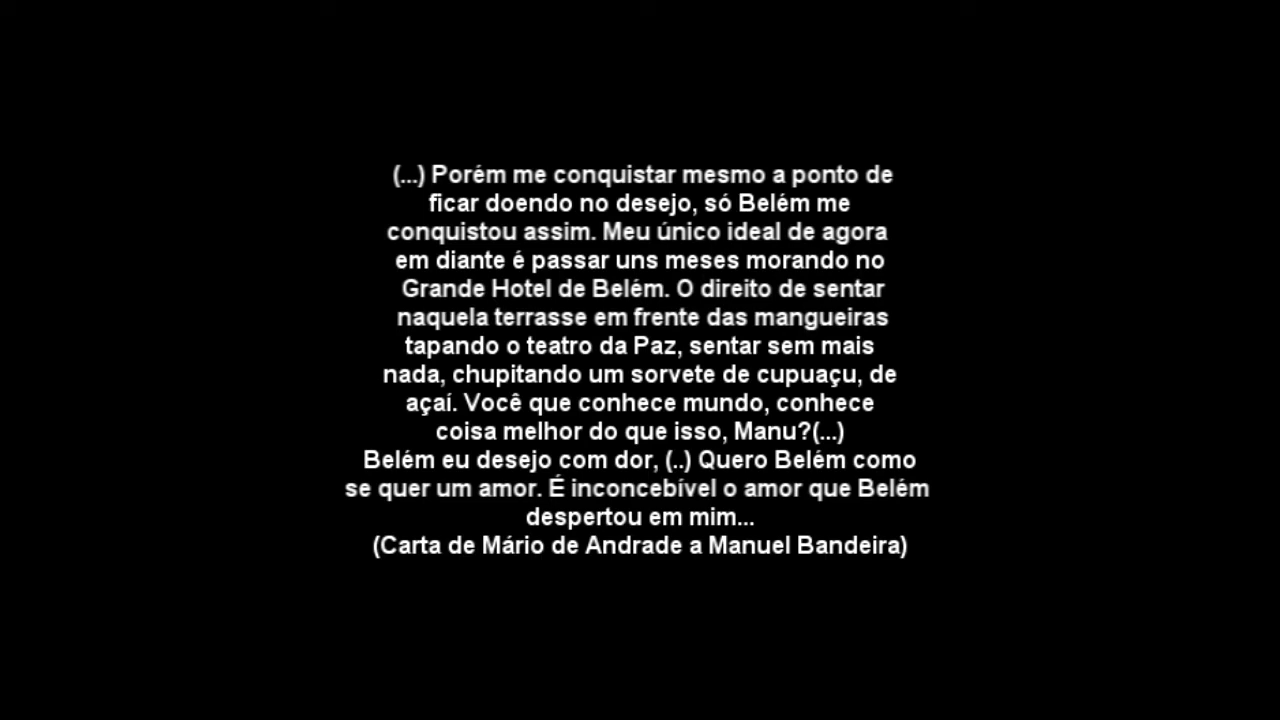 (...) Porém me conquistar mesmo a ponto de
ficar doendo no desejo, só Belém me
conquistou assim. Meu único ideal de agora
em diante é passar uns meses morando no
Grande Hotel de Belém. O direito de sentar
naquela terrasse em frente das mangueiras
tapando o teatro da Paz, sentar sem mais
nada, chupitando um sorvete de cupuaçu, de
açaí. Você que conhece mundo, conhece
coisa melhor do que isso, Manu?(...)
Belém eu desejo com dor, (..) Quero Belém como
se quer um amor. É inconcebível o amor que Belém
despertou em mim...
(Carta de Mário de Andrade a Manuel Bandeira)